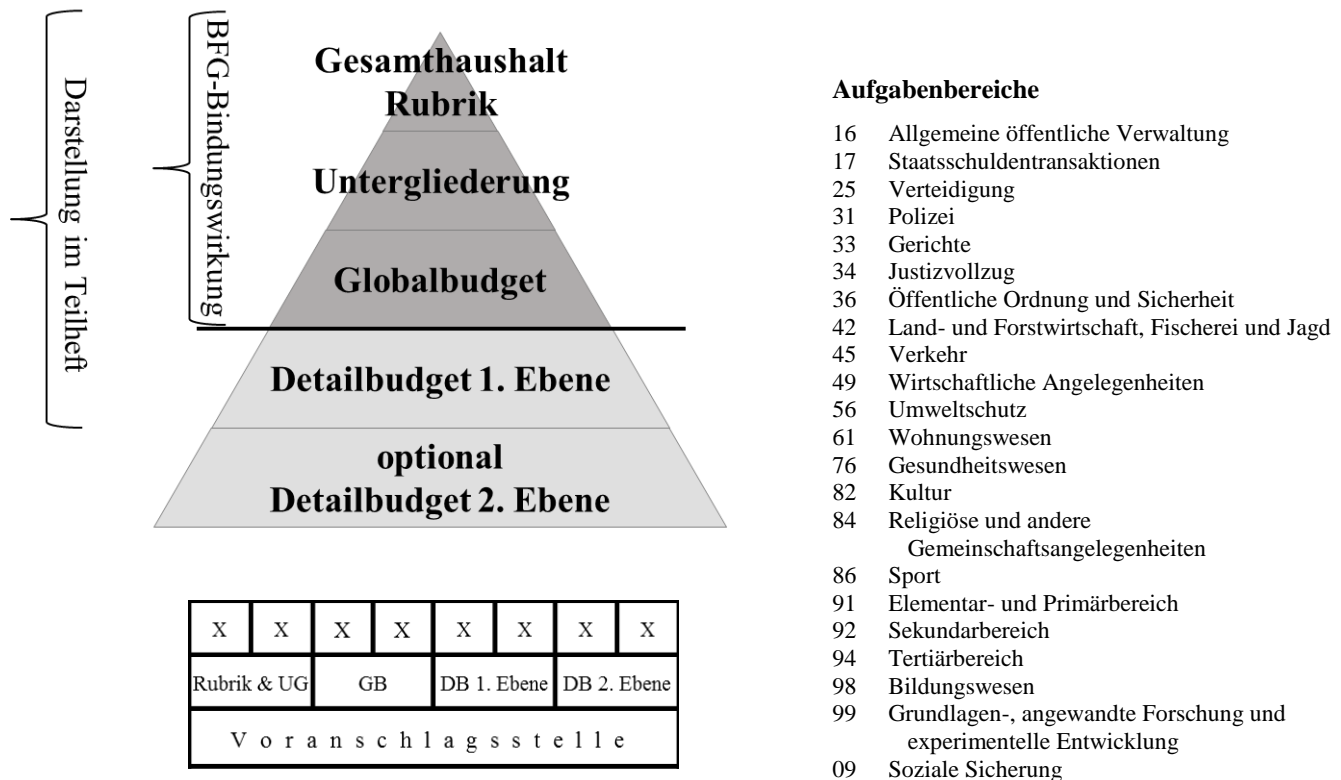 Darstellung im Teilheft
BFG-Bindungswirkung
Gesamthaushalt
Rubrik
Untergliederung
Globalbudget
Detailbudget 1. Ebene
optional
Detailbudget 2. Ebene
X X X X X X X X
Rubrik & UG GB DB 1. Ebene DB 2. Ebene
V o r a n s c h l a g s s t e l l e
Aufgabenbereiche
16 Allgemeine öffentliche Verwaltung
17 Staatsschuldentransaktionen
25 Verteidigung
31 Polizei
33 Gerichte
34 Justizvollzug
36 Öffentliche Ordnung und Sicherheit
42 Land- und Forstwirtschaft, Fischerei und Jagd
45 Verkehr
49 Wirtschaftliche Angelegenheiten
56 Umweltschutz
61 Wohnungswesen
76 Gesundheitswesen
82 Kultur
84 Religiöse und andere
Gemeinschaftsangelegenheiten
86 Sport
91 Elementar- und Primärbereich
92 Sekundarbereich
94 Tertiärbereich
98 Bildungswesen
99 Grundlagen-, angewandte Forschung und
experimentelle Entwicklung
09 Soziale Sicherung